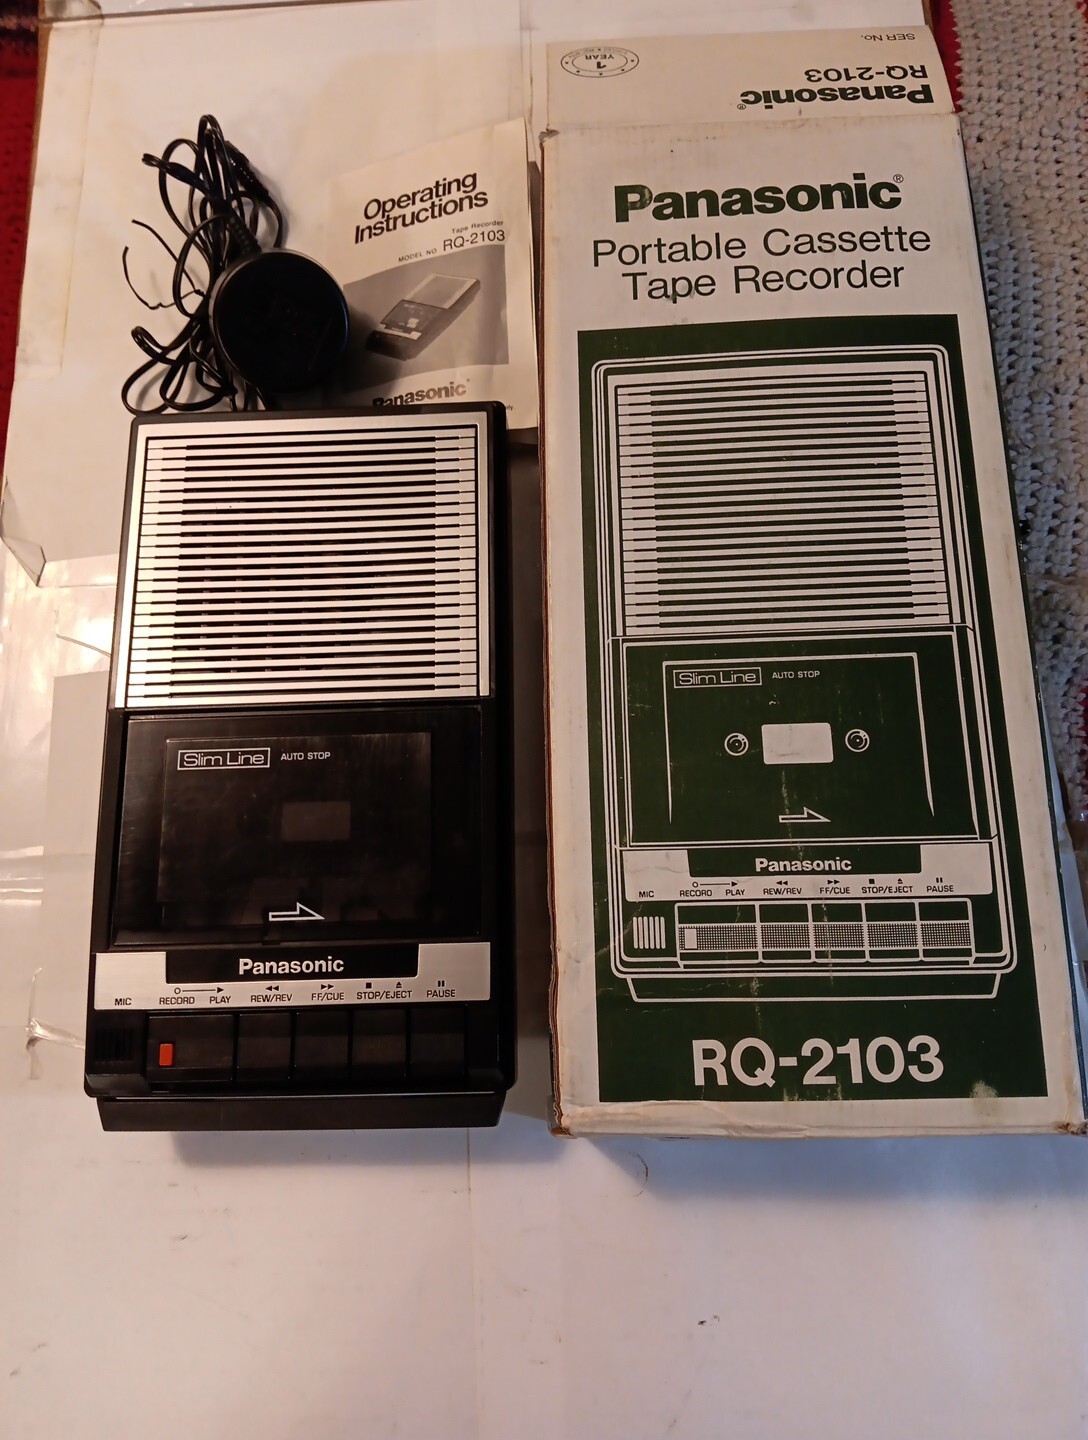 SER No.
1
YEAR
RQ-2103
Panasonic®
Operating
Instructions
Tape Recorder
MODEL NO. RQ-2103
Panasonic
Panasonic®
Portable Cassette
Tape Recorder
Slim Line AUTO STOP
Panasonic
MIC RECORD PLAY REW/REV FF/CUE STOP/EJECT PAUSE
RQ-2103
Slim Line AUTO STOP
Panasonic
MIC RECORD PLAY REW/REV FF/CUE STOP/EJECT PAUSE